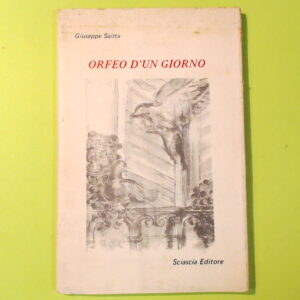 Giuseppe Saitta
ORFEO D'UN GIORNO
Sciascia Editore